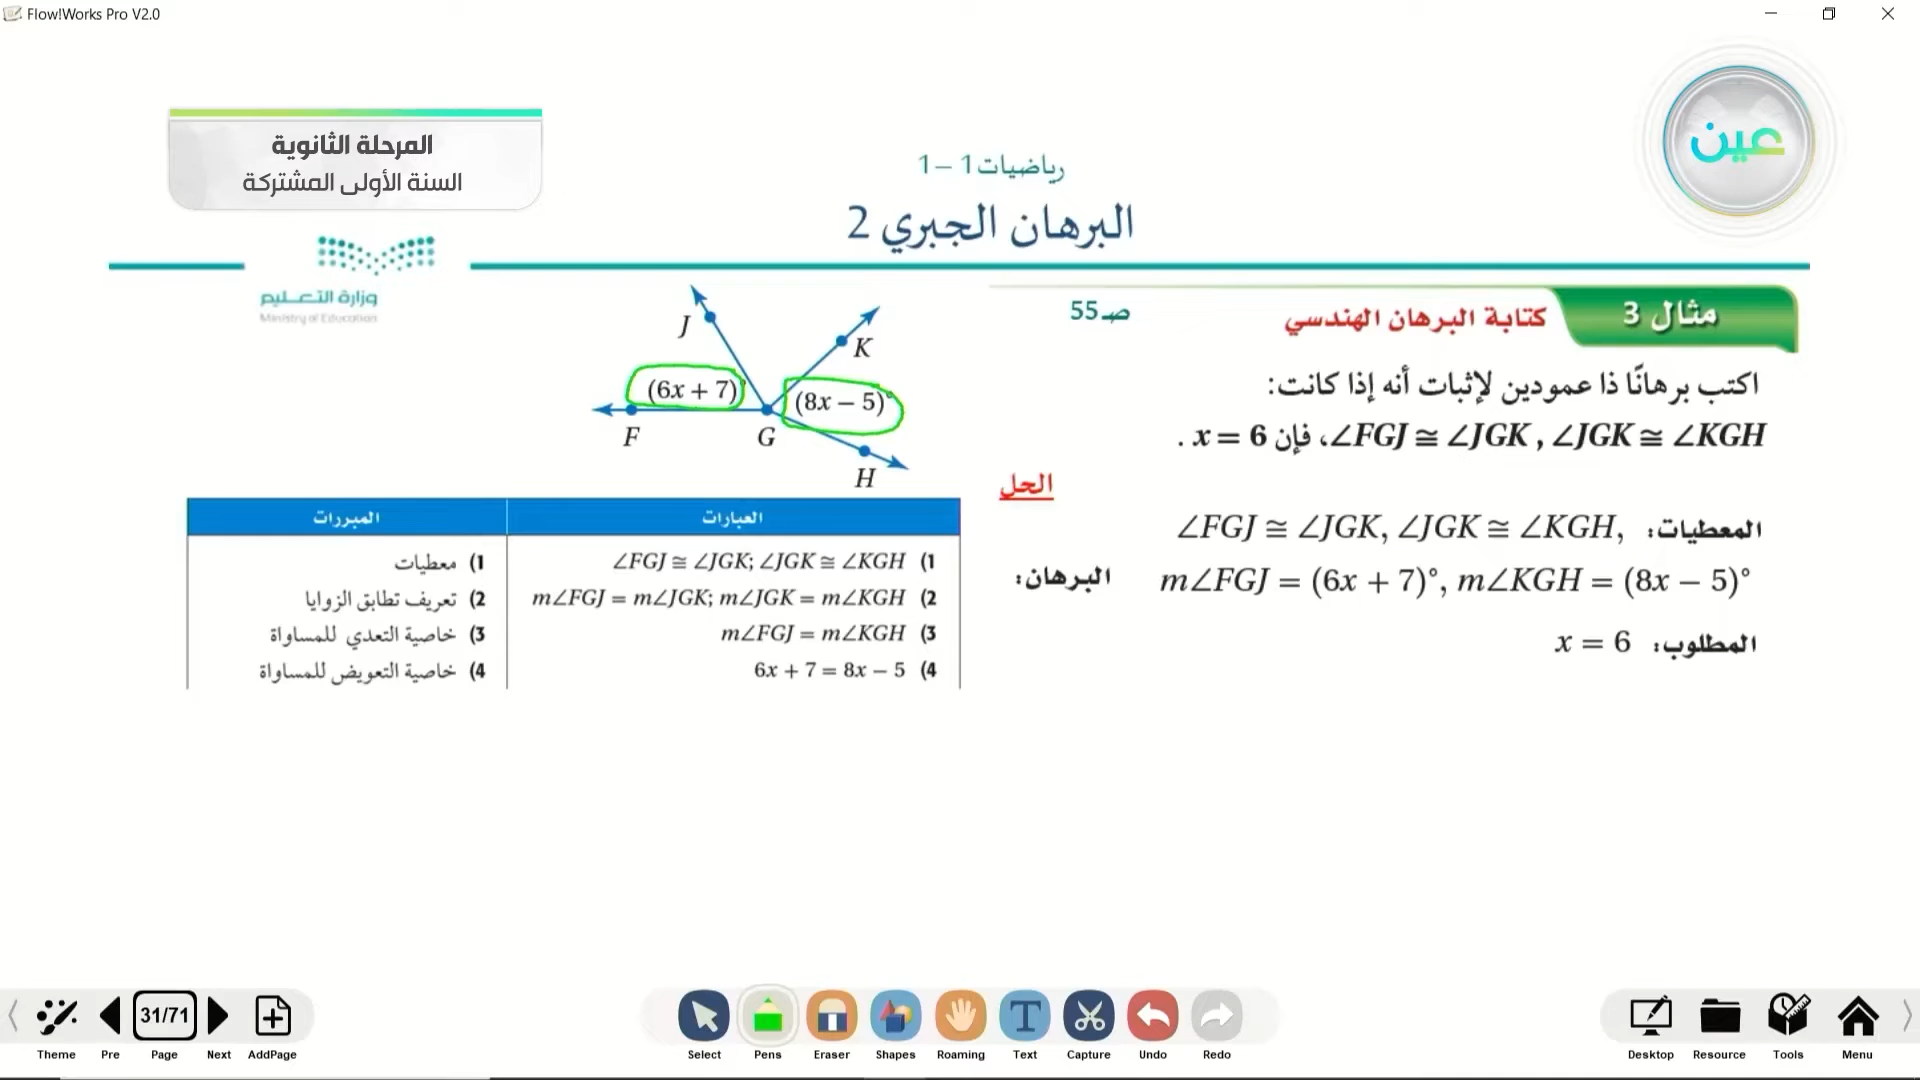 Flow!Works Pro V2.0
المرحلة الثانوية
السنة الأولى المشتركة
عين
رياضيات 1 – 1
البرهان الجبري 2
وزارة التعـــليم
Ministry of Education
مثال 3
كتابة البرهان الهندسي
صـ 55
اكتب برهانًا ذا عمودين لإثبات أنه إذا كانت:
∠FGJ ≅ ∠JGK , ∠JGK ≅ ∠KGH، فإن x = 6 .
J
K
(6x + 7)°
(8x – 5)°
F
G
H
الحل
المعطيات: ∠FGJ ≅ ∠JGK, ∠JGK ≅ ∠KGH,
m∠FGJ = (6x + 7)°, m∠KGH = (8x – 5)°
المطلوب: x = 6
البرهان:
العبارات المبررات
1) ∠FGJ ≅ ∠JGK; ∠JGK ≅ ∠KGH 1) معطيات
2) m∠FGJ = m∠JGK; m∠JGK = m∠KGH 2) تعريف تطابق الزوايا
3) m∠FGJ = m∠KGH 3) خاصية التعدي للمساواة
4) 6x + 7 = 8x – 5 4) خاصية التعويض للمساواة
31/71
T
Theme Pre Page Next AddPage Select Pens Eraser Shapes Roaming Text Capture Undo Redo Desktop Resource Tools Menu